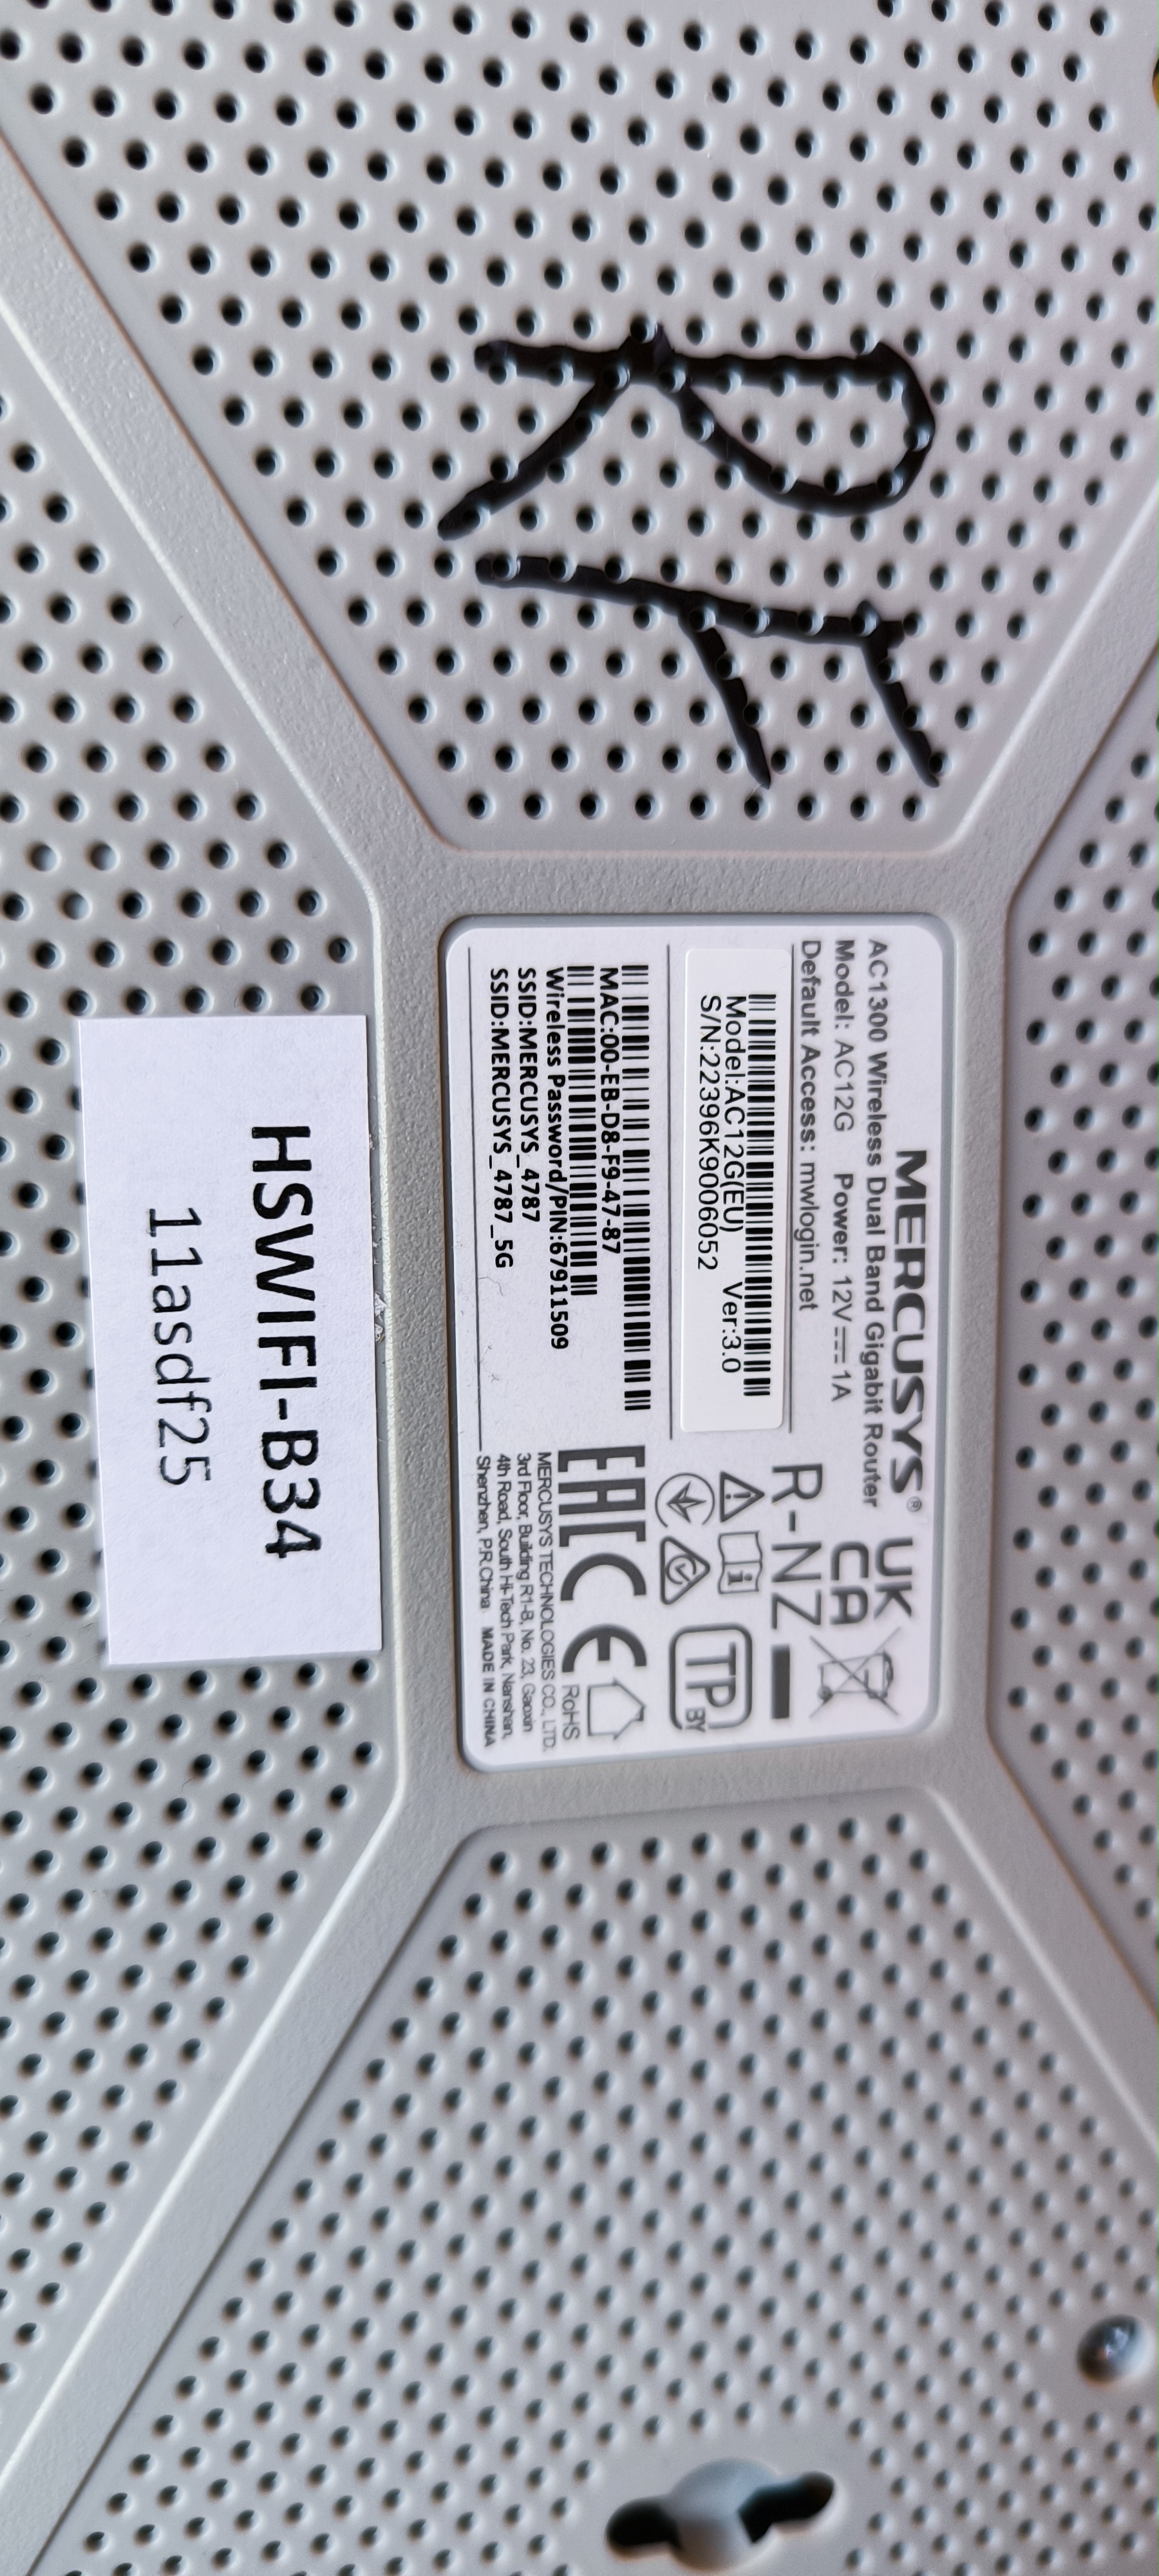 RF
MERCUSYS®
AC1300 Wireless Dual Band Gigabit Router
Model: AC12G Power: 12V⎓1A
Default Access: mwlogin.net
Model:AC12G(EU) Ver:3.0
S/N:22396K9006052
MAC:00-EB-D8-F9-47-87
Wireless Password/PIN:67911509
SSID:MERCUSYS_4787
SSID:MERCUSYS_4787_5G
UK
CA
R-NZ
TP
BY
EAC CE RoHS
MERCUSYS TECHNOLOGIES CO., LTD.
3rd Floor, Building R1-B, No. 23, Gaoxin
4th Road, South Hi-Tech Park, Nanshan,
Shenzhen, P.R.China MADE IN CHINA
HSWIFI-B34
11asdf25